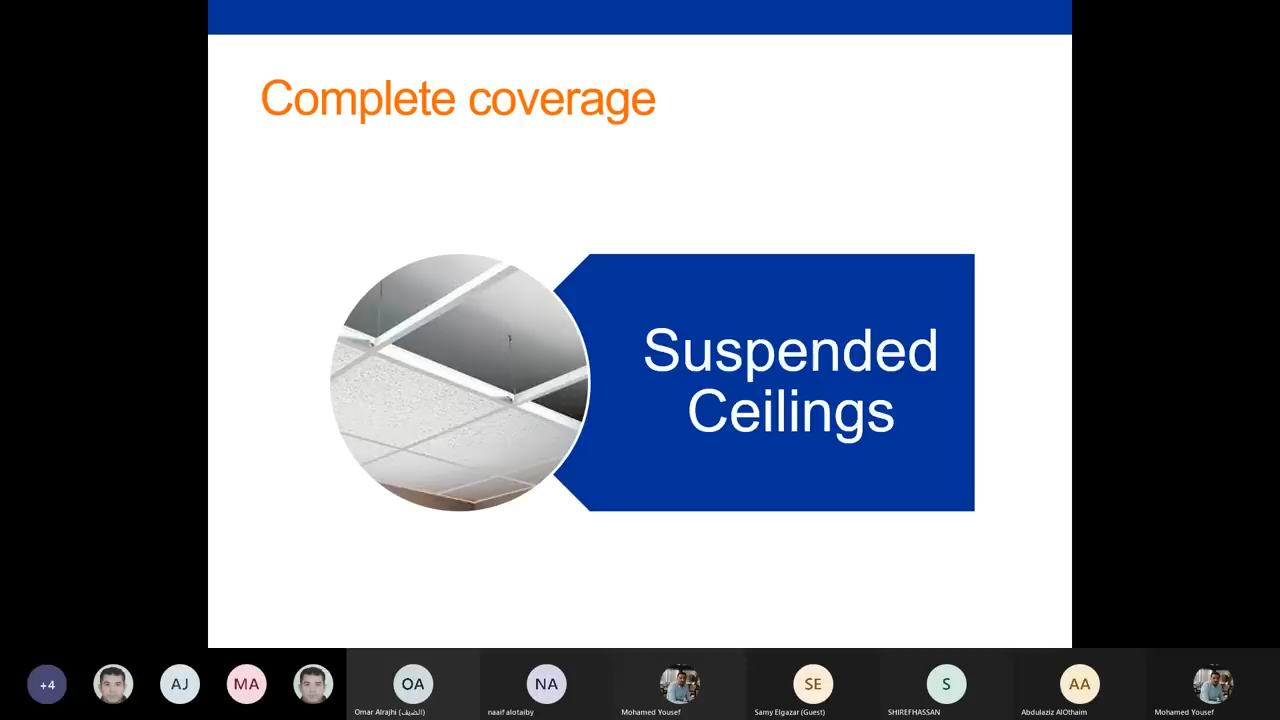 Complete coverage
Suspended
Ceilings
+4
AJ
MA
OA
NA
SE
S
AA
Omar Alrajhi (الضيف)
naaif alotaiby
Mohamed Yousef
Samy Elgazar (Guest)
SHIREFHASSAN
Abdulaziz AlOthaim
Mohamed Yousef